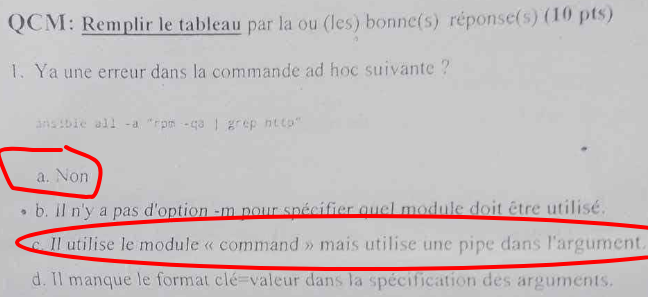 QCM: Remplir le tableau par la ou (les) bonne(s) réponse(s) (10 pts)
1. Ya une erreur dans la commande ad hoc suivante ?
ansible all -a "rpm -qa | grep http"
a. Non
b. il n'y a pas d'option -m pour spécifier quel module doit être utilisé.
c. Il utilise le module « command » mais utilise une pipe dans l'argument.
d. Il manque le format clé=valeur dans la spécification des arguments.